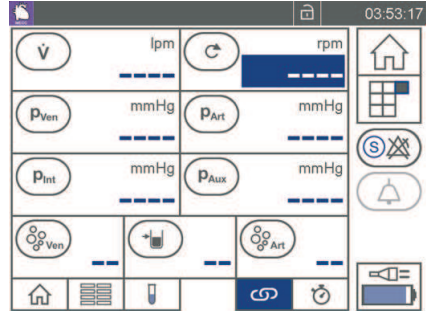 03:53:17
V̇ lpm
rpm
pVen mmHg
pArt mmHg
pInt mmHg
pAux mmHg
Ven
Art
S